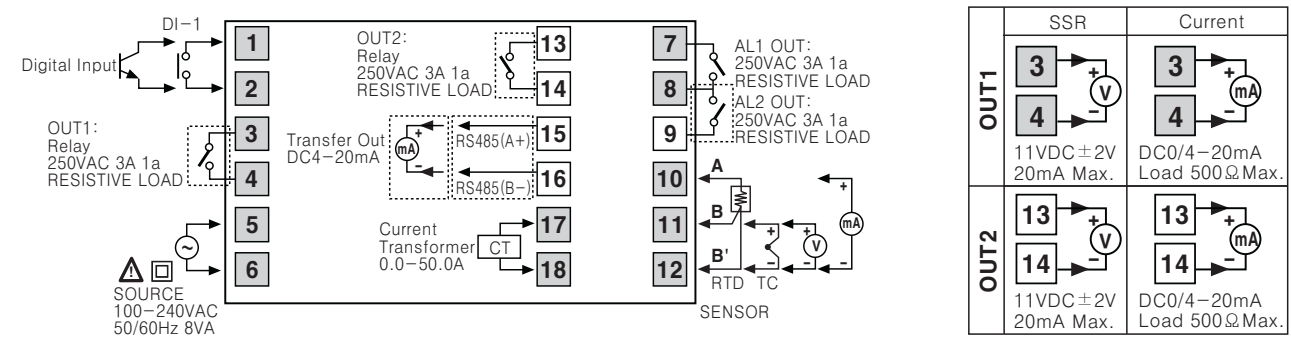 DI-1
Digital Input
1
2
OUT1:
Relay
250VAC 3A 1a
RESISTIVE LOAD
3
4
5
6
~
SOURCE
100-240VAC
50/60Hz 8VA
OUT2:
Relay
250VAC 3A 1a
RESISTIVE LOAD
13
14
Transfer Out
DC4-20mA
+
mA
-
RS485(A+)
RS485(B-)
15
16
Current
Transformer
0.0-50.0A
CT
17
18
7
8
9
AL1 OUT:
250VAC 3A 1a
RESISTIVE LOAD
AL2 OUT:
250VAC 3A 1a
RESISTIVE LOAD
10
11
12
A
B
B'
RTD
+
-
TC
+
V
-
+
mA
-
SENSOR
SSR
Current
OUT1
3
4
+
V
-
11VDC±2V
20mA Max.
3
4
+
mA
-
DC0/4-20mA
Load 500ΩMax.
OUT2
13
14
+
V
-
11VDC±2V
20mA Max.
13
14
+
mA
-
DC0/4-20mA
Load 500ΩMax.